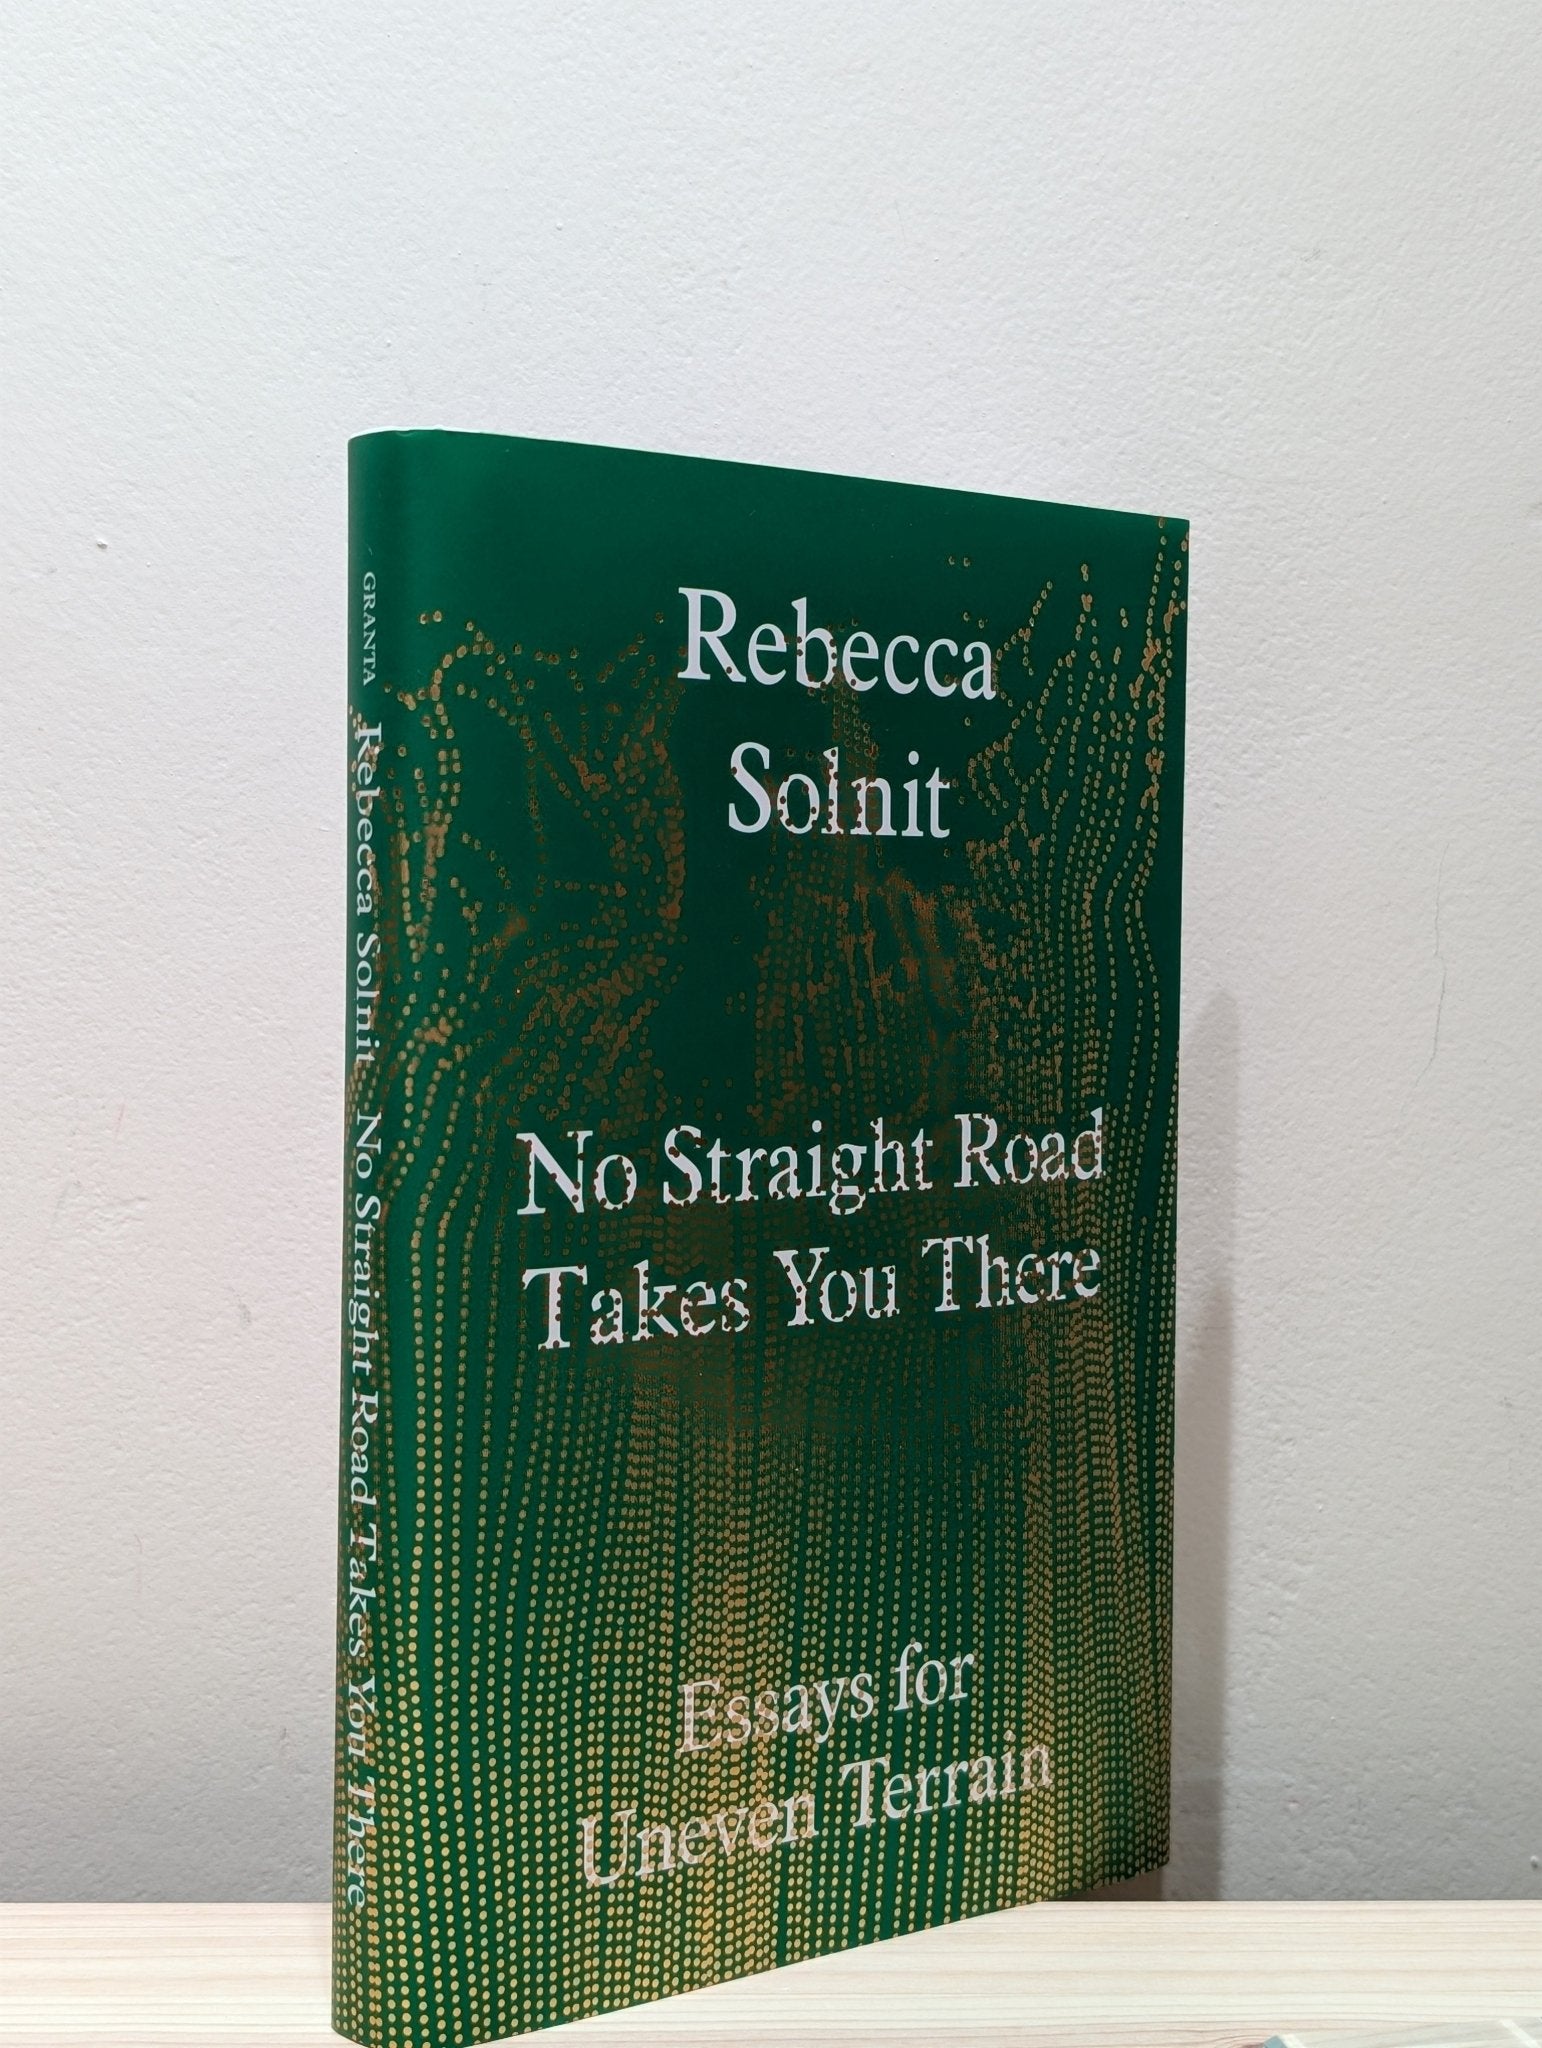 GRANTA
Rebecca Solnit No Straight Road Takes You There
Rebecca
Solnit
No Straight Road
Takes You There
Essays for
Uneven Terrain